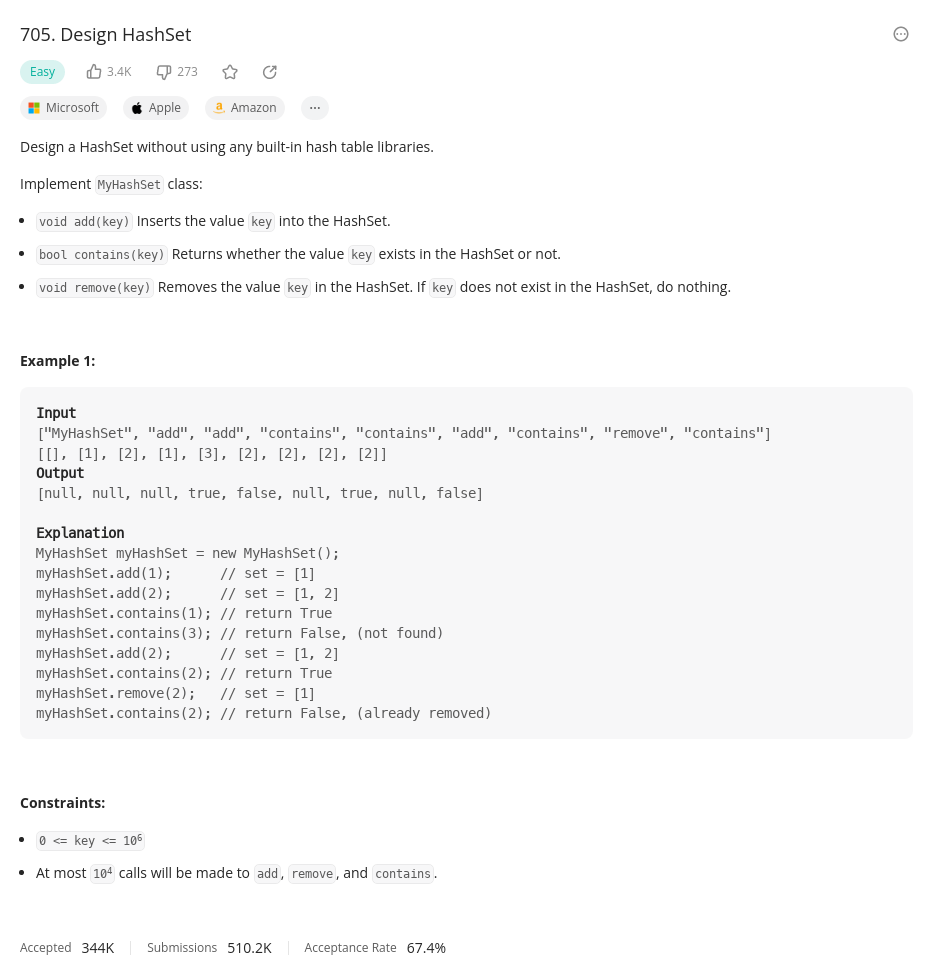 705. Design HashSet
Easy 3.4K 273
Microsoft Apple Amazon ...
Design a HashSet without using any built-in hash table libraries.
Implement MyHashSet class:
• void add(key) Inserts the value key into the HashSet.
• bool contains(key) Returns whether the value key exists in the HashSet or not.
• void remove(key) Removes the value key in the HashSet. If key does not exist in the HashSet, do nothing.
Example 1:
Input
["MyHashSet", "add", "add", "contains", "contains", "add", "contains", "remove", "contains"]
[[], [1], [2], [1], [3], [2], [2], [2], [2]]
Output
[null, null, null, true, false, null, true, null, false]
Explanation
MyHashSet myHashSet = new MyHashSet();
myHashSet.add(1);      // set = [1]
myHashSet.add(2);      // set = [1, 2]
myHashSet.contains(1); // return True
myHashSet.contains(3); // return False, (not found)
myHashSet.add(2);      // set = [1, 2]
myHashSet.contains(2); // return True
myHashSet.remove(2);   // set = [1]
myHashSet.contains(2); // return False, (already removed)
Constraints:
• 0 <= key <= 10⁶
• At most 10⁴ calls will be made to add, remove, and contains.
Accepted 344K Submissions 510.2K Acceptance Rate 67.4%